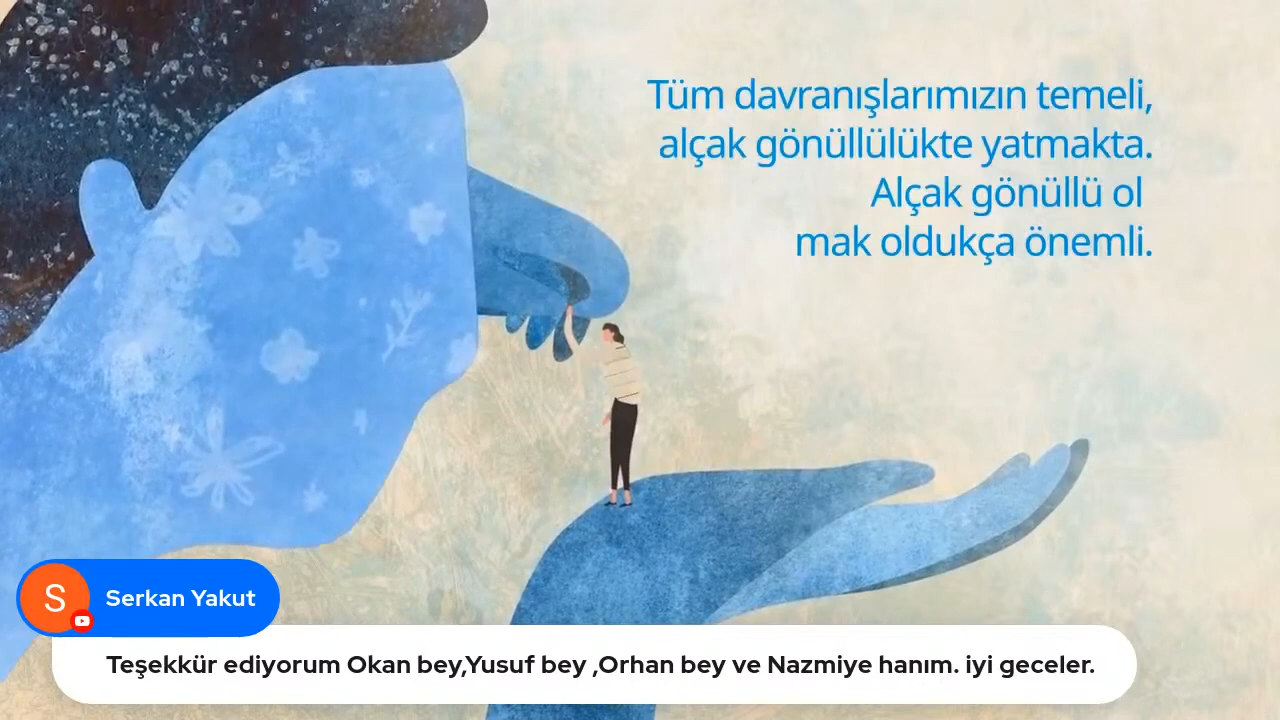 Tüm davranışlarımızın temeli,
alçak gönüllülükte yatmakta.
Alçak gönüllü ol
mak oldukça önemli.
S
Serkan Yakut
Teşekkür ediyorum Okan bey,Yusuf bey ,Orhan bey ve Nazmiye hanım. iyi geceler.